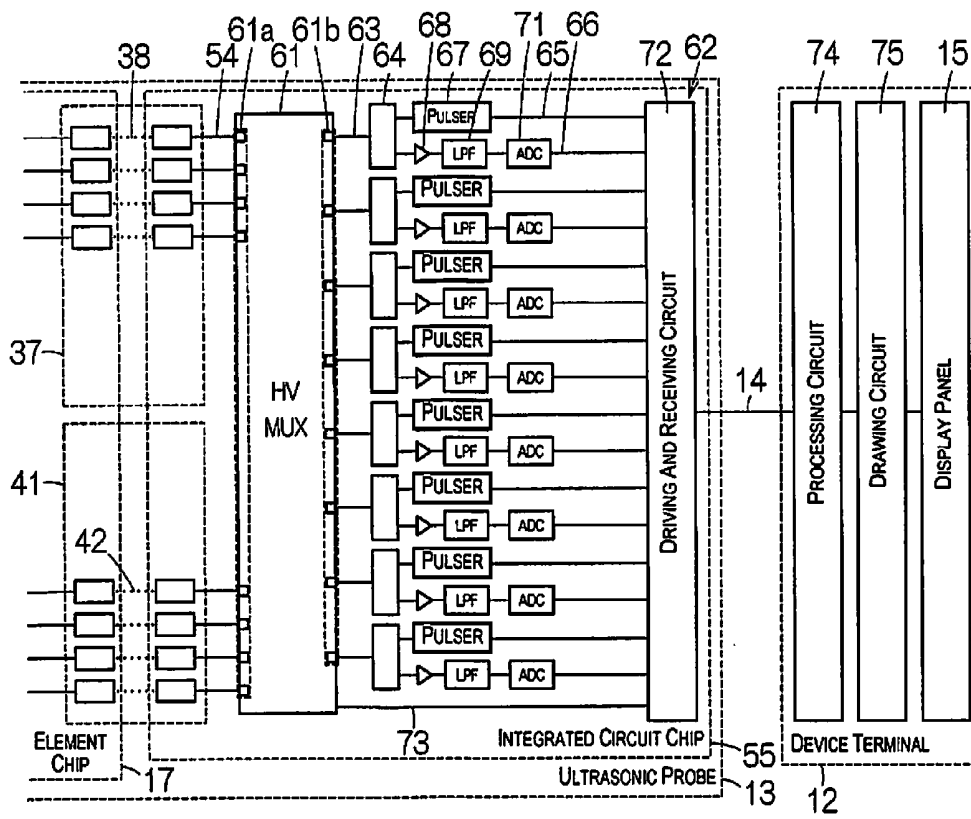 38 54 61a 61 61b 63 64 68 67 69 71 65 66 72 62 74 75 15
PULSER
LPF ADC
PULSER
LPF ADC
PULSER
LPF ADC
PULSER
LPF ADC
PULSER
LPF ADC
PULSER
LPF ADC
PULSER
LPF ADC
PULSER
LPF ADC
37
41
42
HV
MUX
DRIVING AND RECEIVING CIRCUIT
14
PROCESSING CIRCUIT
DRAWING CIRCUIT
DISPLAY PANEL
ELEMENT
CHIP
17
73
INTEGRATED CIRCUIT CHIP
55
ULTRASONIC PROBE
13
DEVICE TERMINAL
12